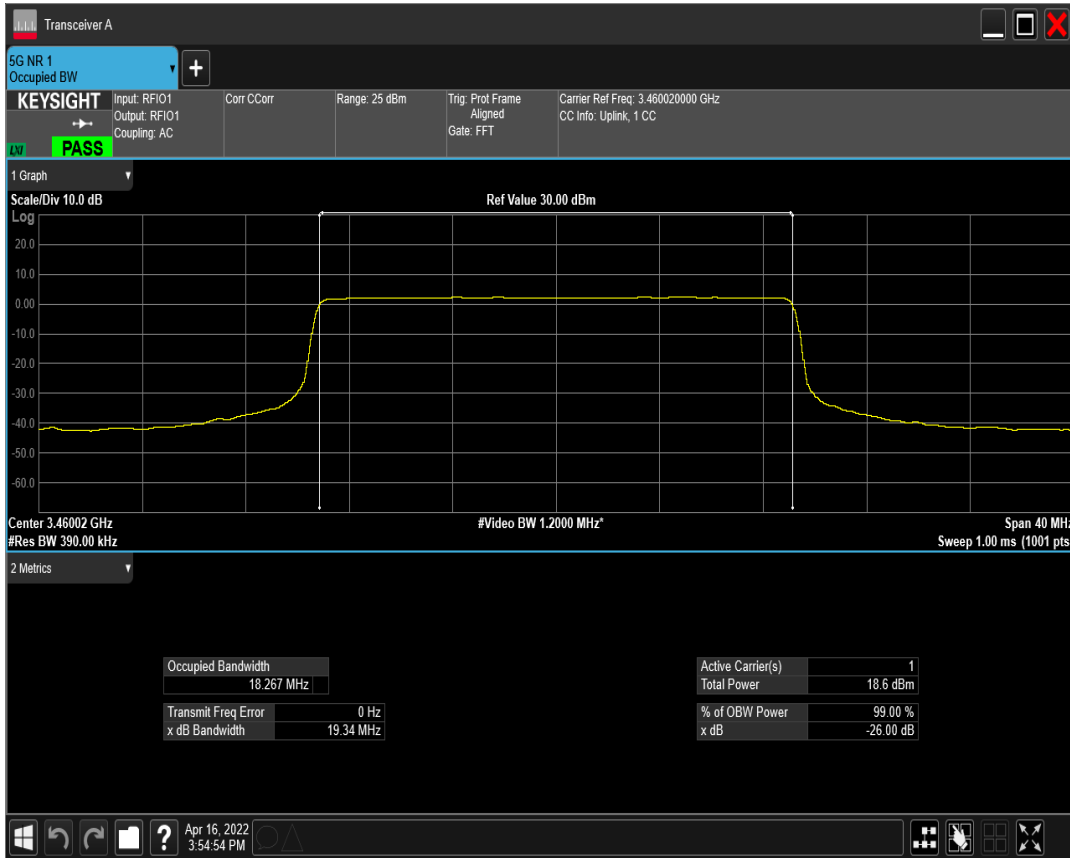 Transceiver A
5G NR 1
Occupied BW
KEYSIGHT
LXI
PASS
Input: RFIO1
Output: RFIO1
Coupling: AC
Corr CCorr
Range: 25 dBm
Trig: Prot Frame
Aligned
Gate: FFT
Carrier Ref Freq: 3.460020000 GHz
CC Info: Uplink, 1 CC
1 Graph
Scale/Div 10.0 dB
Ref Value 30.00 dBm
Log
20.0
10.0
0.00
-10.0
-20.0
-30.0
-40.0
-50.0
-60.0
Center 3.46002 GHz
#Video BW 1.2000 MHz*
Span 40 MHz
#Res BW 390.00 kHz
Sweep 1.00 ms (1001 pts
2 Metrics
Occupied Bandwidth
18.267 MHz
Transmit Freq Error 0 Hz
x dB Bandwidth 19.34 MHz
Active Carrier(s) 1
Total Power 18.6 dBm
% of OBW Power 99.00 %
x dB -26.00 dB
?
Apr 16, 2022
3:54:54 PM